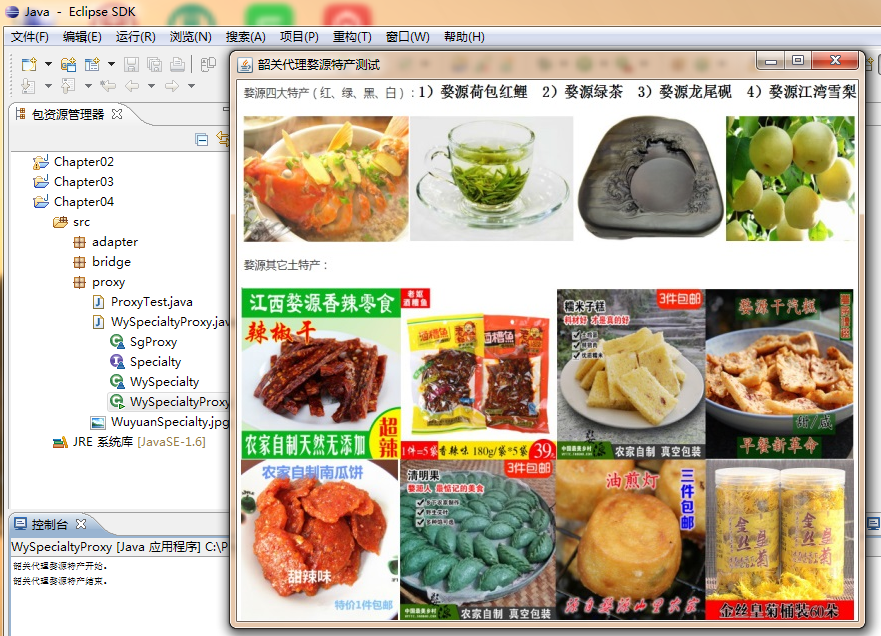 Java - Eclipse SDK
文件(F) 编辑(E) 运行(R) 浏览(N) 搜索(A) 项目(P) 重构(T) 窗口(W) 帮助(H)
包资源管理器
Chapter02
Chapter03
Chapter04
src
adapter
bridge
proxy
ProxyTest.java
WySpecialtyProxy.jav
SgProxy
Specialty
WySpecialty
WySpecialtyProxy
WuyuanSpecialty.jpg
JRE 系统库 [JavaSE-1.6]
控制台
WySpecialtyProxy [Java 应用程序] C:\P
韶关代理婺源特产开始。
韶关代理婺源特产结束。
韶关代理婺源特产测试
婺源四大特产（红、绿、黑、白）：1）婺源荷包红鲤 2）婺源绿茶 3）婺源龙尾砚 4）婺源江湾雪梨
婺源其它土特产：
江西婺源香辣零食
辣椒干
超辣
农家自制天然无添加
酒糟鱼
1件=5袋香辣味 180g/袋*5袋 39
糯米子糕
料材好 才是真的好
3件包邮
农家自制 真空包装
婺源干汽糕
甜/咸
早餐新革命
农家自制南瓜饼
甜辣味
特价1件包邮
清明果
婺源人 最惦记的美食
3件包邮
中国最美乡村
农家自制 真空包装
油煎灯
三件包邮
源自婺源山里农家
金丝皇菊
金丝皇菊
金丝皇菊桶装60朵